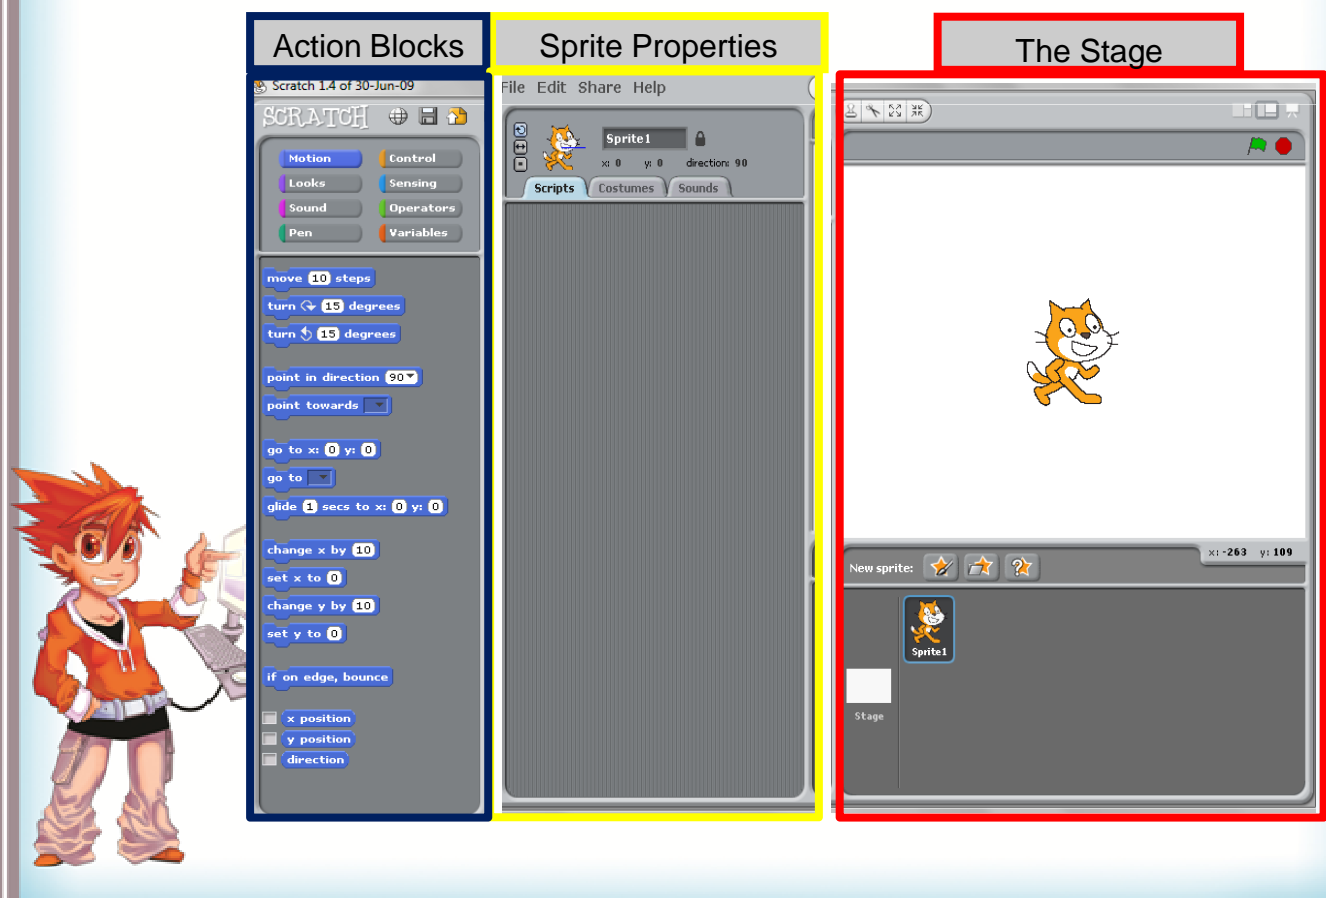 Action Blocks
Sprite Properties
The Stage
Scratch 1.4 of 30-Jun-09
SCRATCH
Motion Control
Looks Sensing
Sound Operators
Pen Variables
move 10 steps
turn 15 degrees
turn 15 degrees
point in direction 90
point towards
go to x: 0 y: 0
go to
glide 1 secs to x: 0 y: 0
change x by 10
set x to 0
change y by 10
set y to 0
if on edge, bounce
x position
y position
direction
File Edit Share Help
Sprite1
x: 0 y: 0 direction: 90
Scripts Costumes Sounds
x: -263 y: 109
New sprite:
Sprite1
Stage